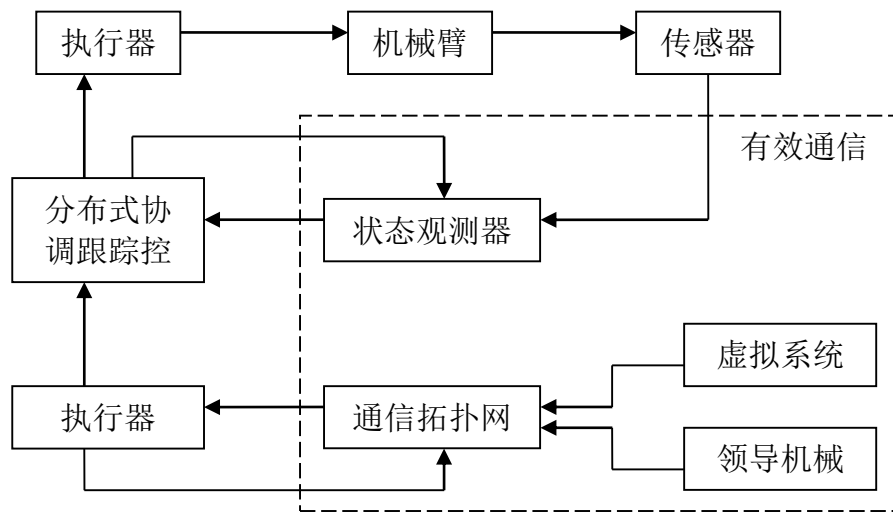 执行器
机械臂
传感器
有效通信
分布式协
调跟踪控
状态观测器
虚拟系统
执行器
通信拓扑网
领导机械